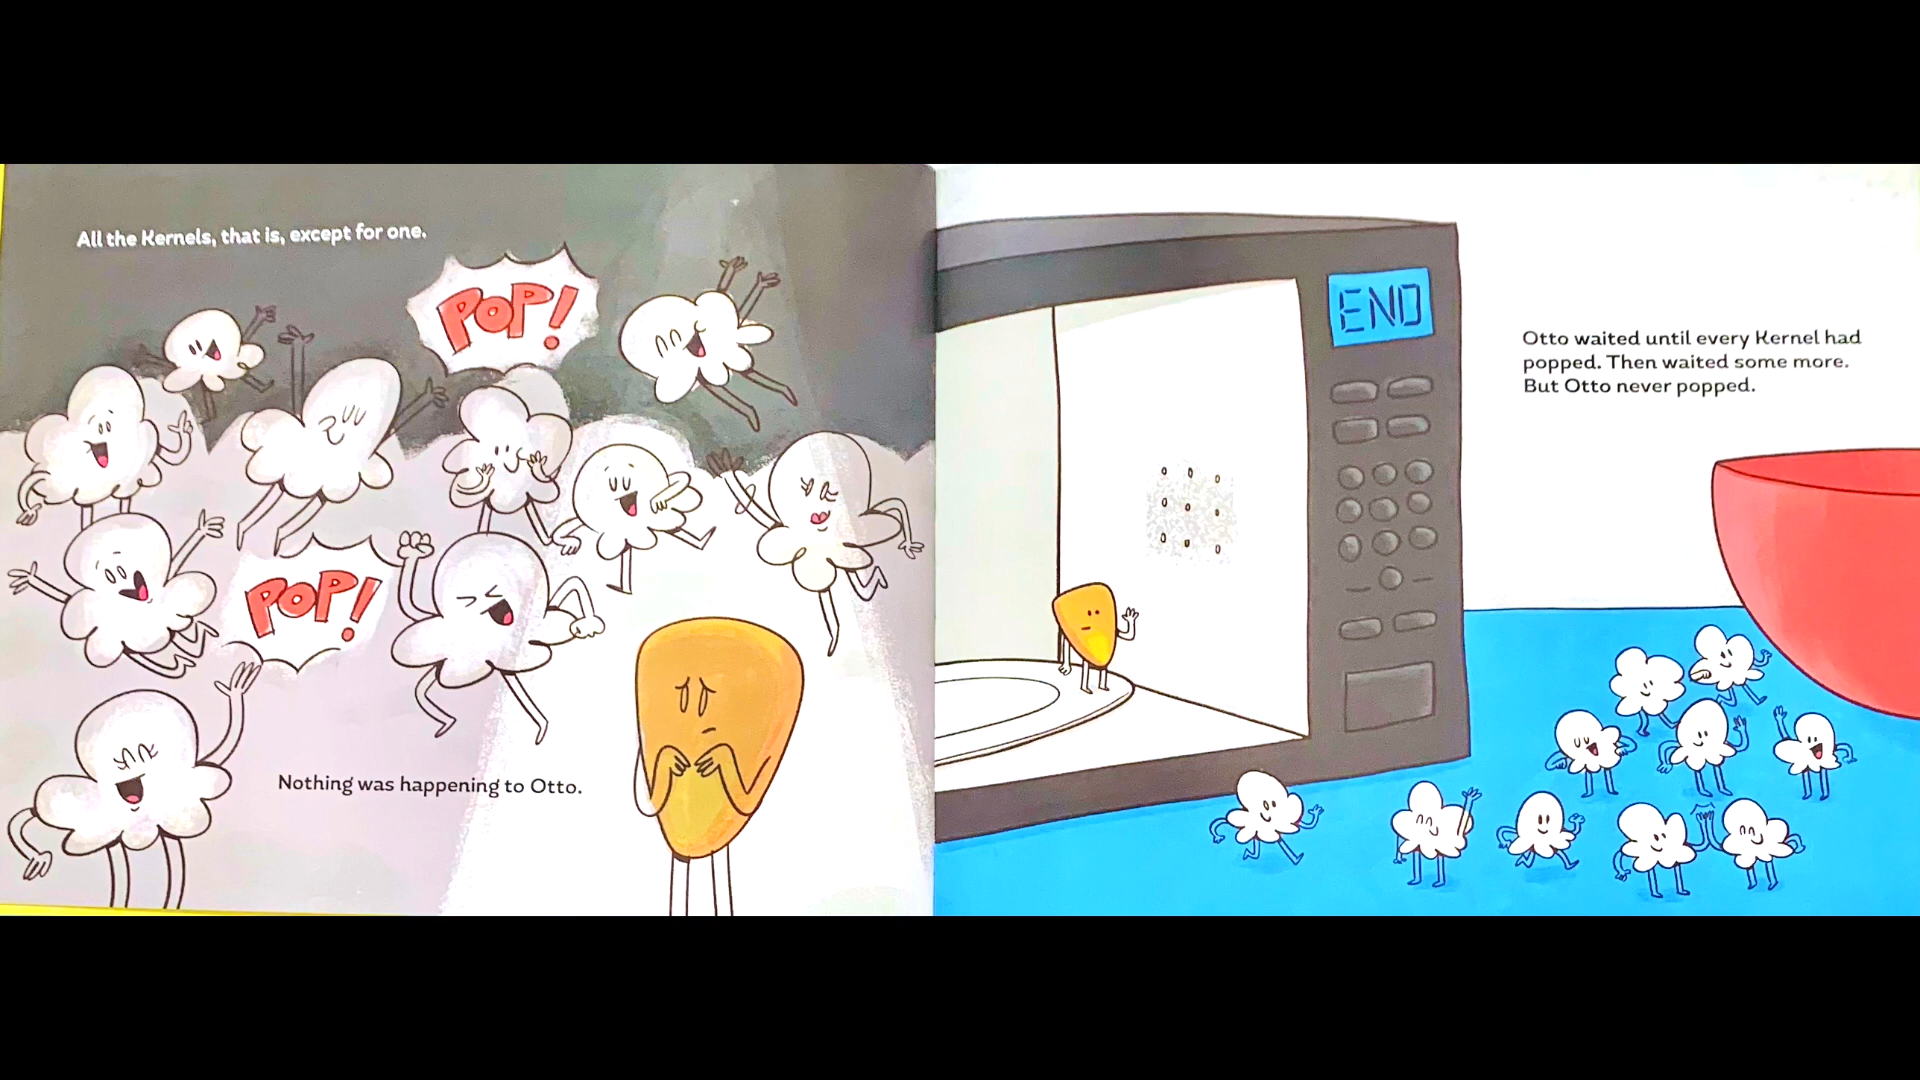 All the Kernels, that is, except for one.
POP!
POP!
Nothing was happening to Otto.
END
Otto waited until every Kernel had
popped. Then waited some more.
But Otto never popped.